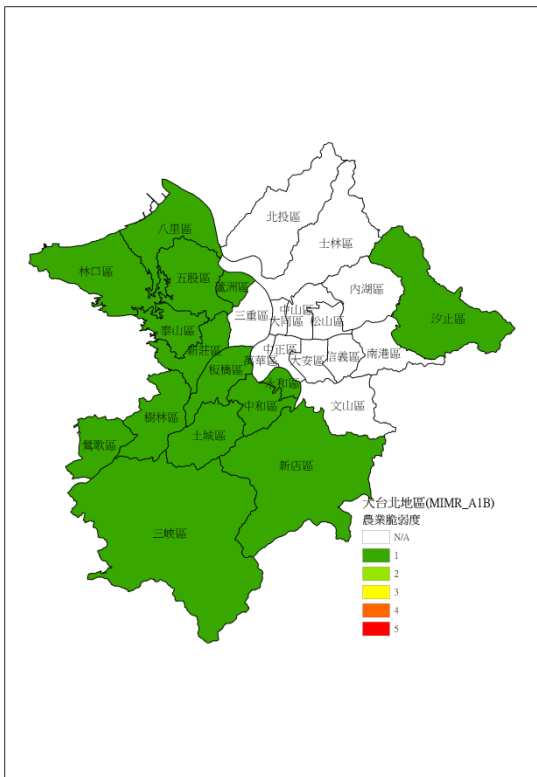 北投區
士林區
八里區
林口區
五股區
內湖區
蘆洲區
汐止區
三重區
中山區
大同區
松山區
泰山區
新莊區
中正區
萬華區
大安區
信義區
南港區
板橋區
永和區
中和區
文山區
樹林區
土城區
鶯歌區
新店區
三峽區
大台北地區(MIMR_A1B)
農業脆弱度
N/A
1
2
3
4
5